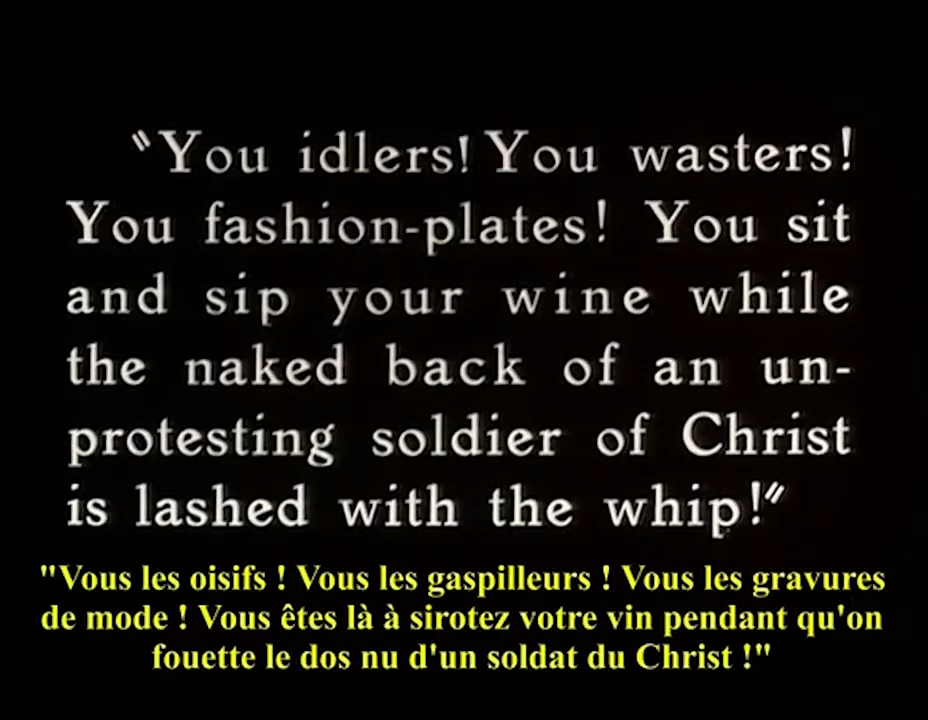 "You idlers! You wasters!
You fashion-plates! You sit
and sip your wine while
the naked back of an un-
protesting soldier of Christ
is lashed with the whip!"
"Vous les oisifs ! Vous les gaspilleurs ! Vous les gravures
de mode ! Vous êtes là à sirotez votre vin pendant qu'on
fouette le dos nu d'un soldat du Christ !"